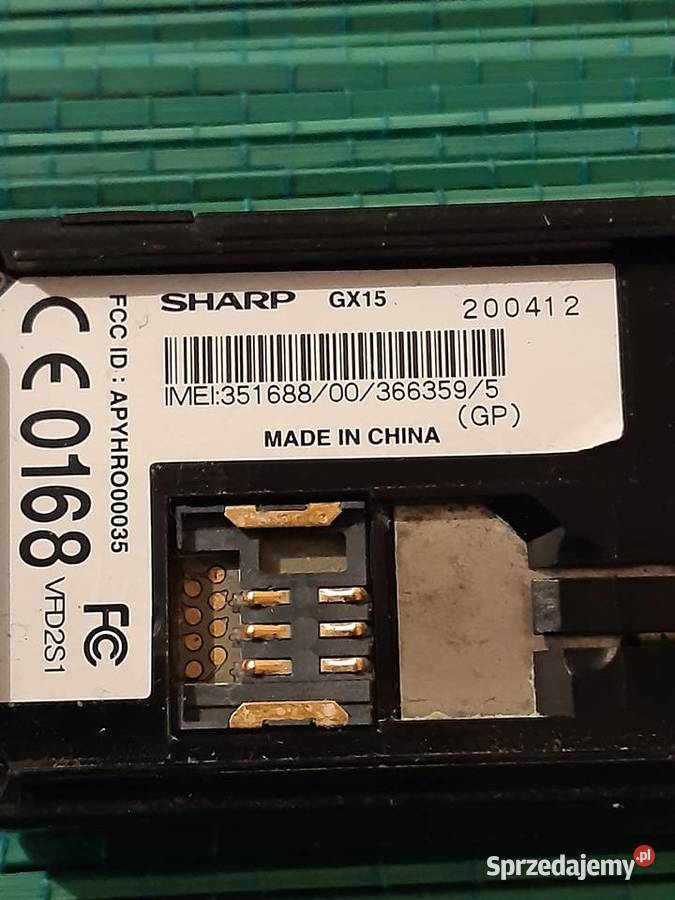 SHARP GX15 200412
IMEI:351688/00/366359/5
(GP)
MADE IN CHINA
FCC ID : APYHRO00035
CE 0168
VFD2S1
FC
Sprzedajemy.pl